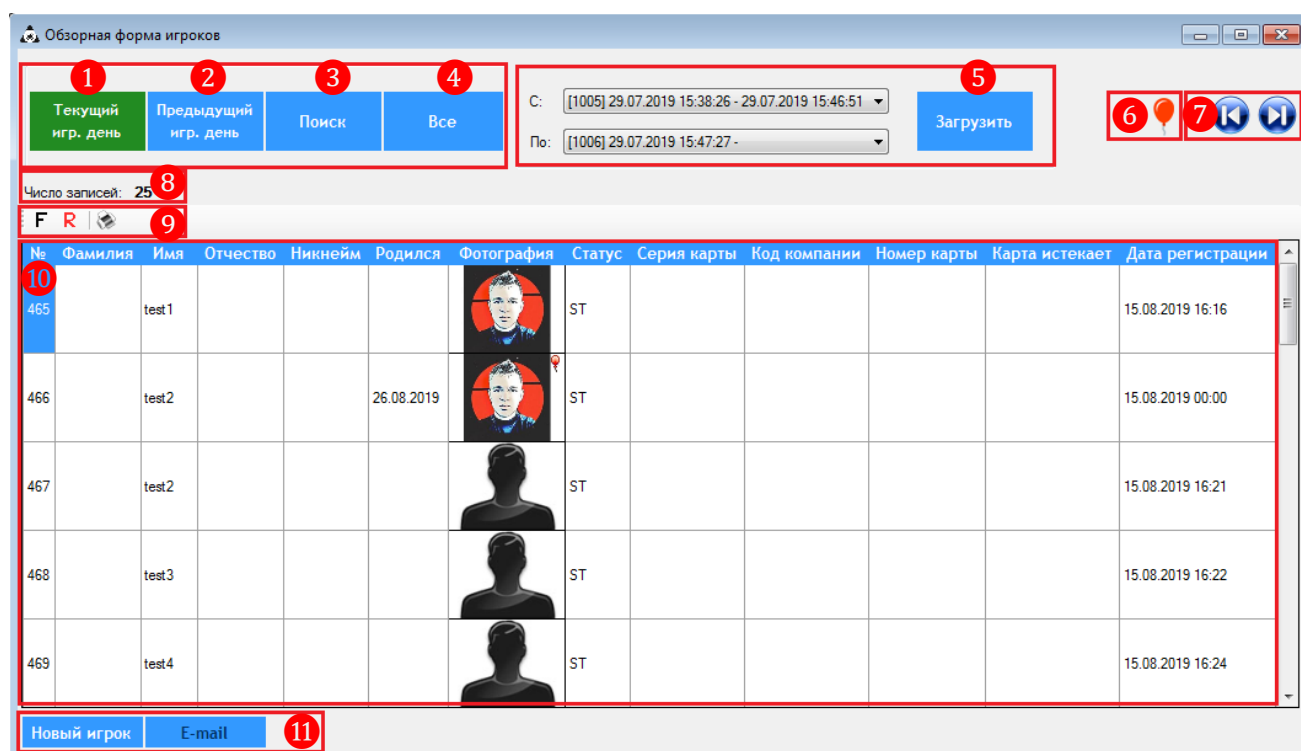 Обзорная форма игроков
1 2 3 4 5
Текущий игр. день
Предыдущий игр. день
Поиск
Все
С: [1005] 29.07.2019 15:38:26 - 29.07.2019 15:46:51
По: [1006] 29.07.2019 15:47:27 -
Загрузить
6 7
Число записей: 25 8
F R 9
№ Фамилия Имя Отчество Никнейм Родился Фотография Статус Серия карты Код компании Номер карты Карта истекает Дата регистрации
10
465 test1 ST 15.08.2019 16:16
466 test2 26.08.2019 ST 15.08.2019 00:00
467 test2 ST 15.08.2019 16:21
468 test3 ST 15.08.2019 16:22
469 test4 ST 15.08.2019 16:24
Новый игрок E-mail 11